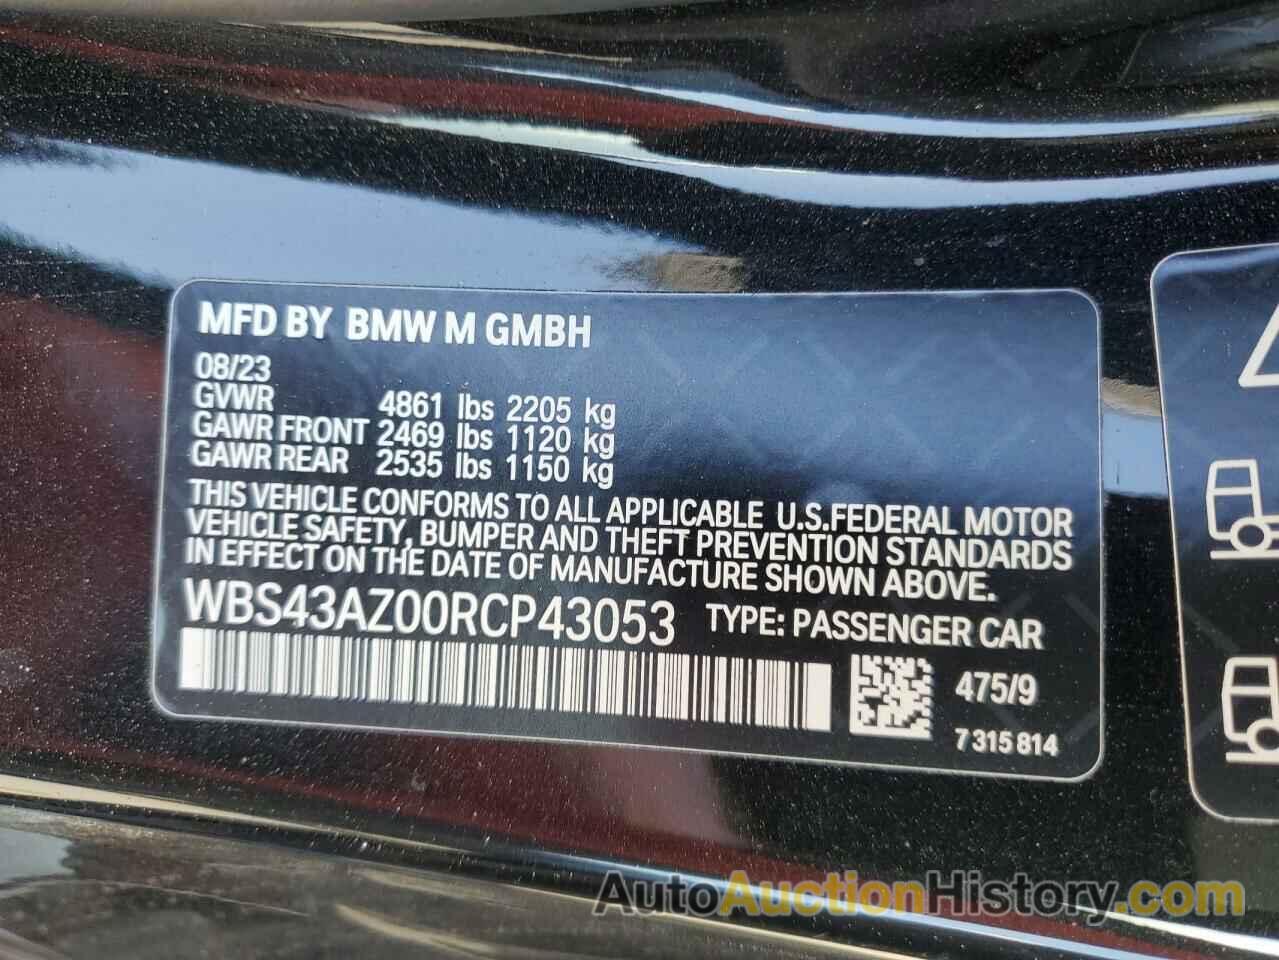 MFD BY BMW M GMBH
08/23
GVWR 4861 lbs 2205 kg
GAWR FRONT 2469 lbs 1120 kg
GAWR REAR 2535 lbs 1150 kg
THIS VEHICLE CONFORMS TO ALL APPLICABLE U.S.FEDERAL MOTOR
VEHICLE SAFETY, BUMPER AND THEFT PREVENTION STANDARDS
IN EFFECT ON THE DATE OF MANUFACTURE SHOWN ABOVE.
WBS43AZ00RCP43053 TYPE: PASSENGER CAR
475/9
7 315 814
AutoAuctionHistory.com